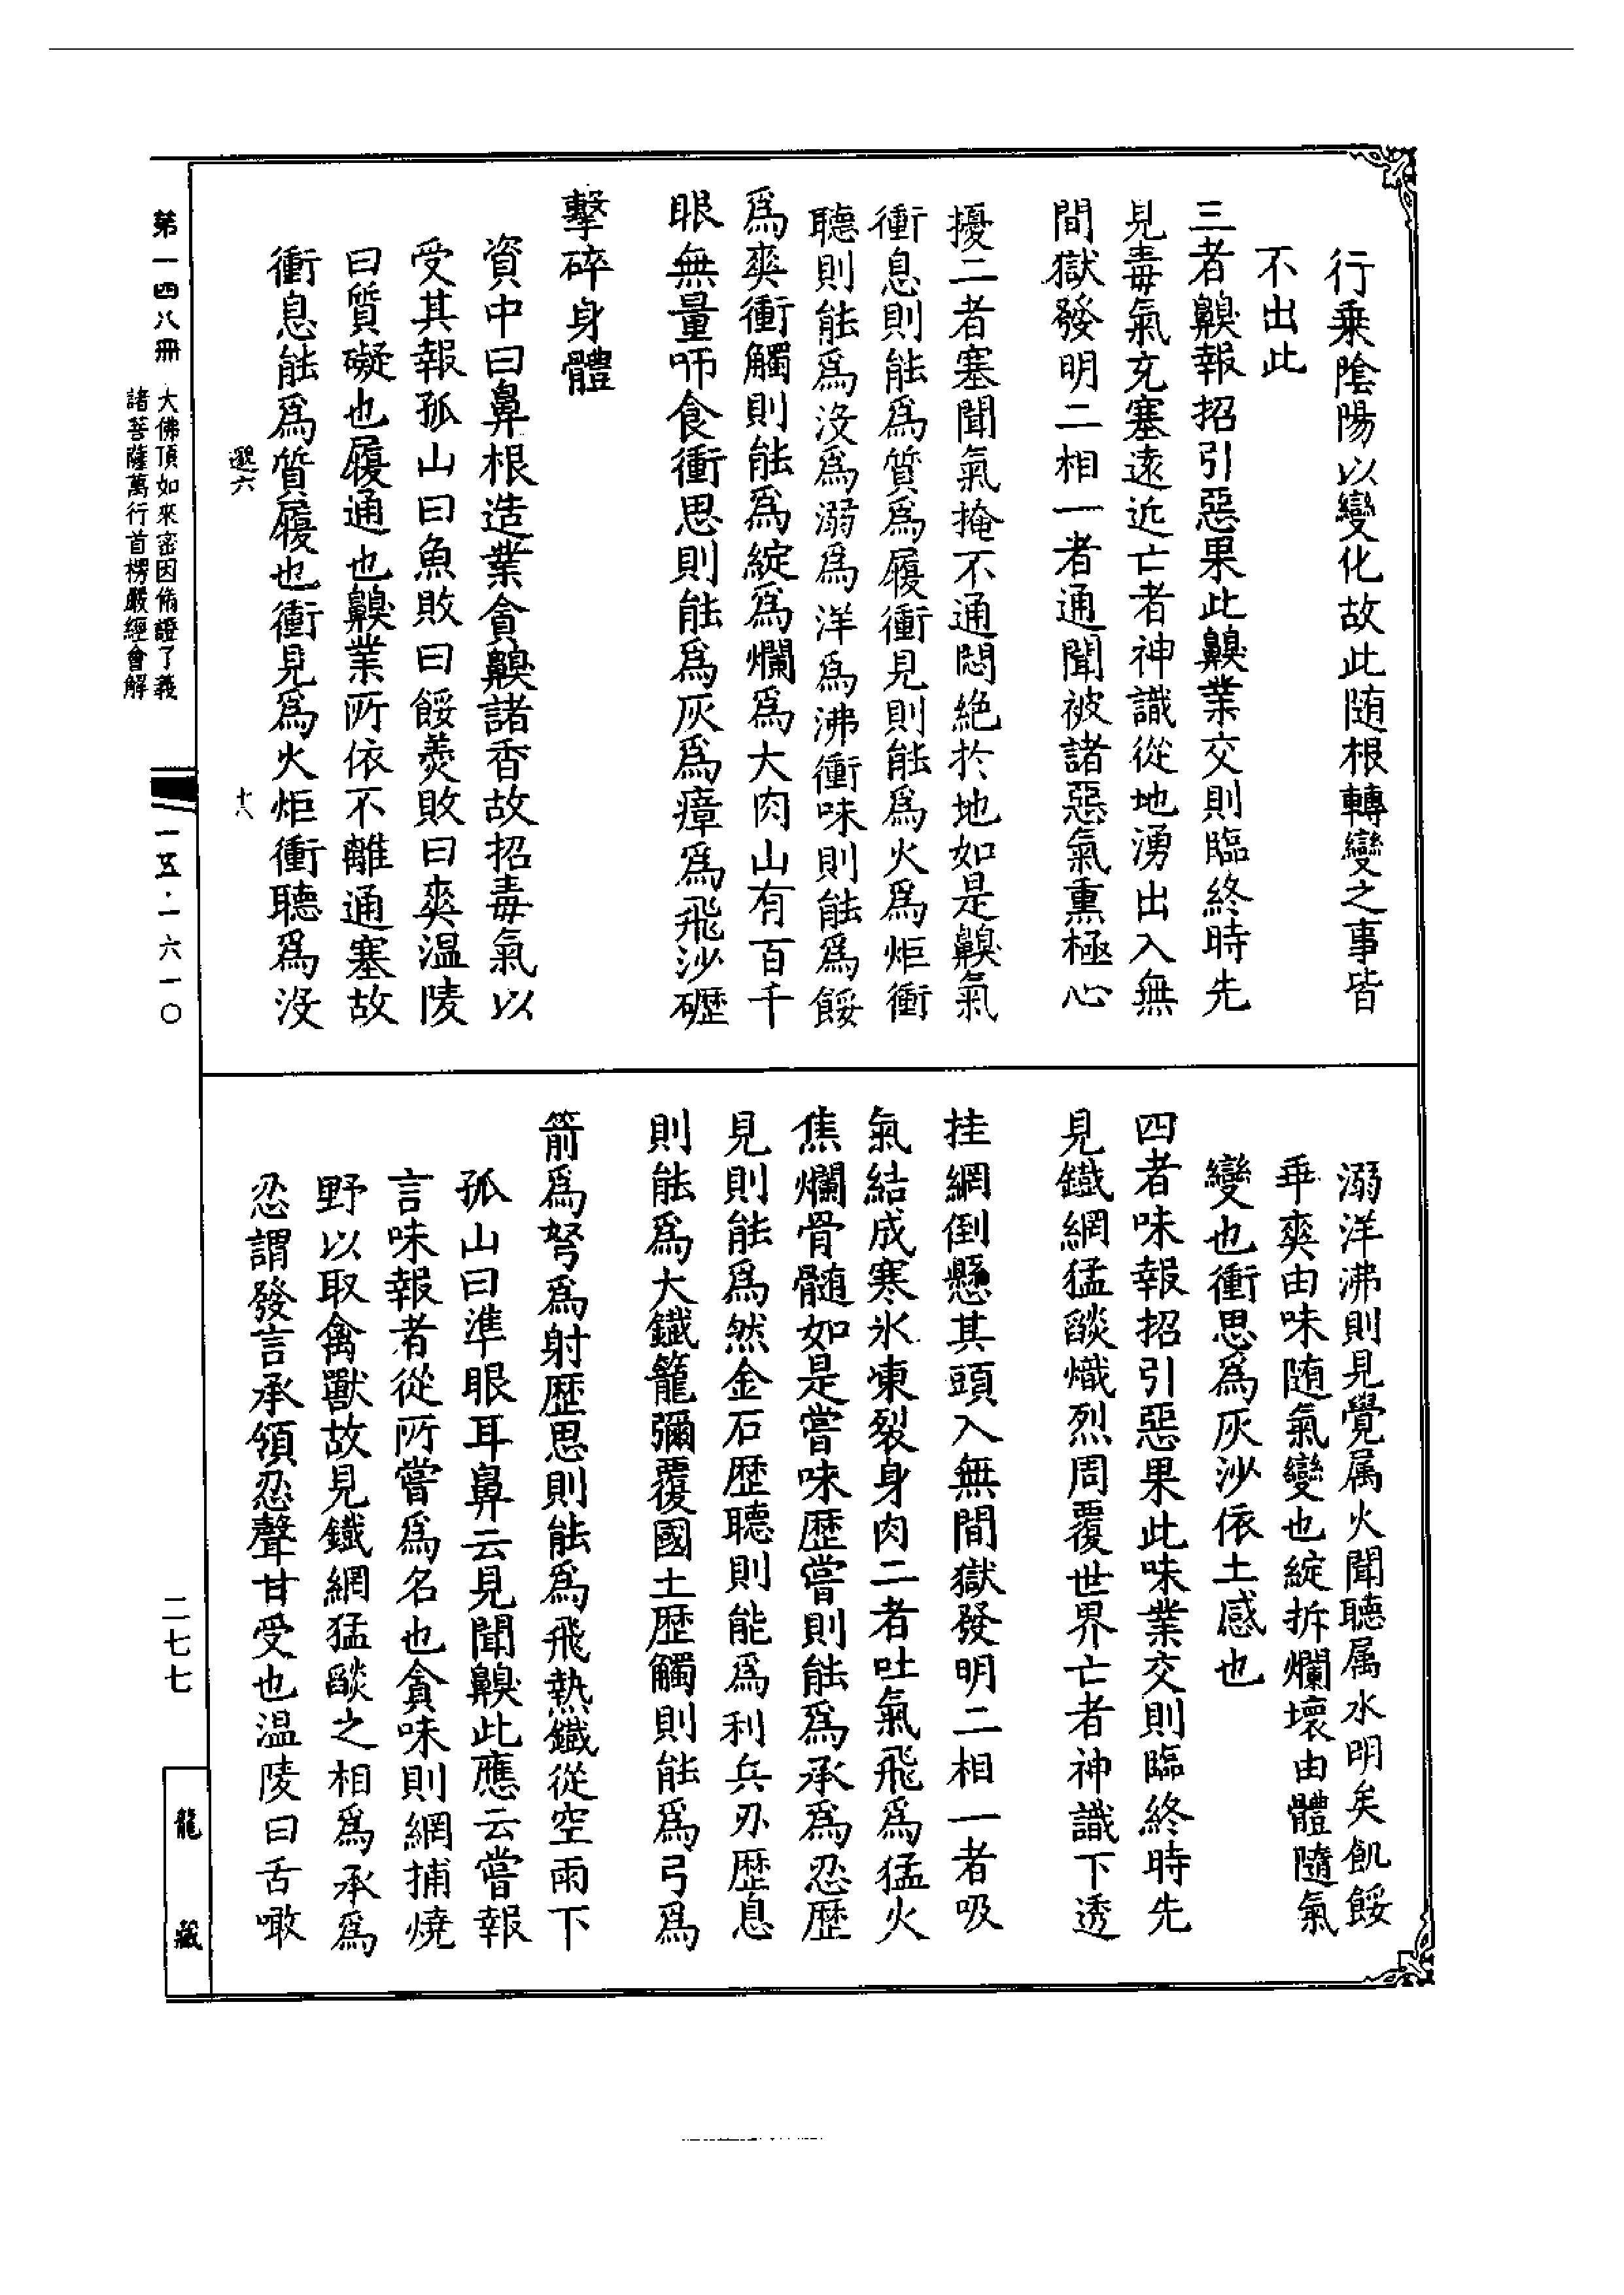 行乗隂陽以變化故此随根轉變之事皆
不出此
三者齅報招引惡果此齅業交則臨終時先
見毒氣充塞遠近亡者神識從地湧出入無
間獄發明二相一者通聞被諸惡氣熏極心
擾二者塞聞氣掩不通悶絶於地如是齅氣
衝息則能爲質爲履衝見則能爲火爲炬衝
聽則能爲没爲溺爲洋爲沸衝味則能爲餒
爲爽衝觸則能爲綻爲爛爲大肉山有百千
眼無量咂食衝思則能爲灰爲瘴爲飛沙礰
擊碎身體
資中曰鼻根造業貪齅諸香故招毒氣以
受其報孤山曰魚敗曰餒羮敗曰爽温陵
曰質礙也履通也齅業所依不離通塞故
衝息能爲質履也衝見爲火炬衝聽爲没
溺洋沸則見覺属火聞聽属水明矣飢餒
乖爽由味随氣變也綻拆爛壞由體隨氣
變也衝思爲灰沙依土感也
四者味報招引惡果此味業交則臨終時先
見鐵網猛燄熾烈周覆世界亡者神識下透
挂網倒懸其頭入無間獄發明二相一者吸
氣結成寒氷凍裂身肉二者吐氣飛爲猛火
焦爛骨髄如是嘗味歴嘗則能爲承爲忍歴
見則能爲然金石歴聽則能爲利兵刃歴息
則能爲大鐵籠彌覆國土歴觸則能爲弓爲
箭爲弩爲射歴思則能爲飛熱鐵從空雨下
孤山曰準眼耳鼻云見聞齅此應云嘗報
言味報者從所嘗爲名也貪味則網捕燒
野以取禽獸故見鐵網猛燄之相爲承爲
忍謂發言承領忍聲甘受也温陵曰舌噉
第一四八冊
大佛頂如來密因脩證了義
諸菩薩萬行首楞嚴經會解
選六
十八
一五·一六一〇
二七七
龍藏